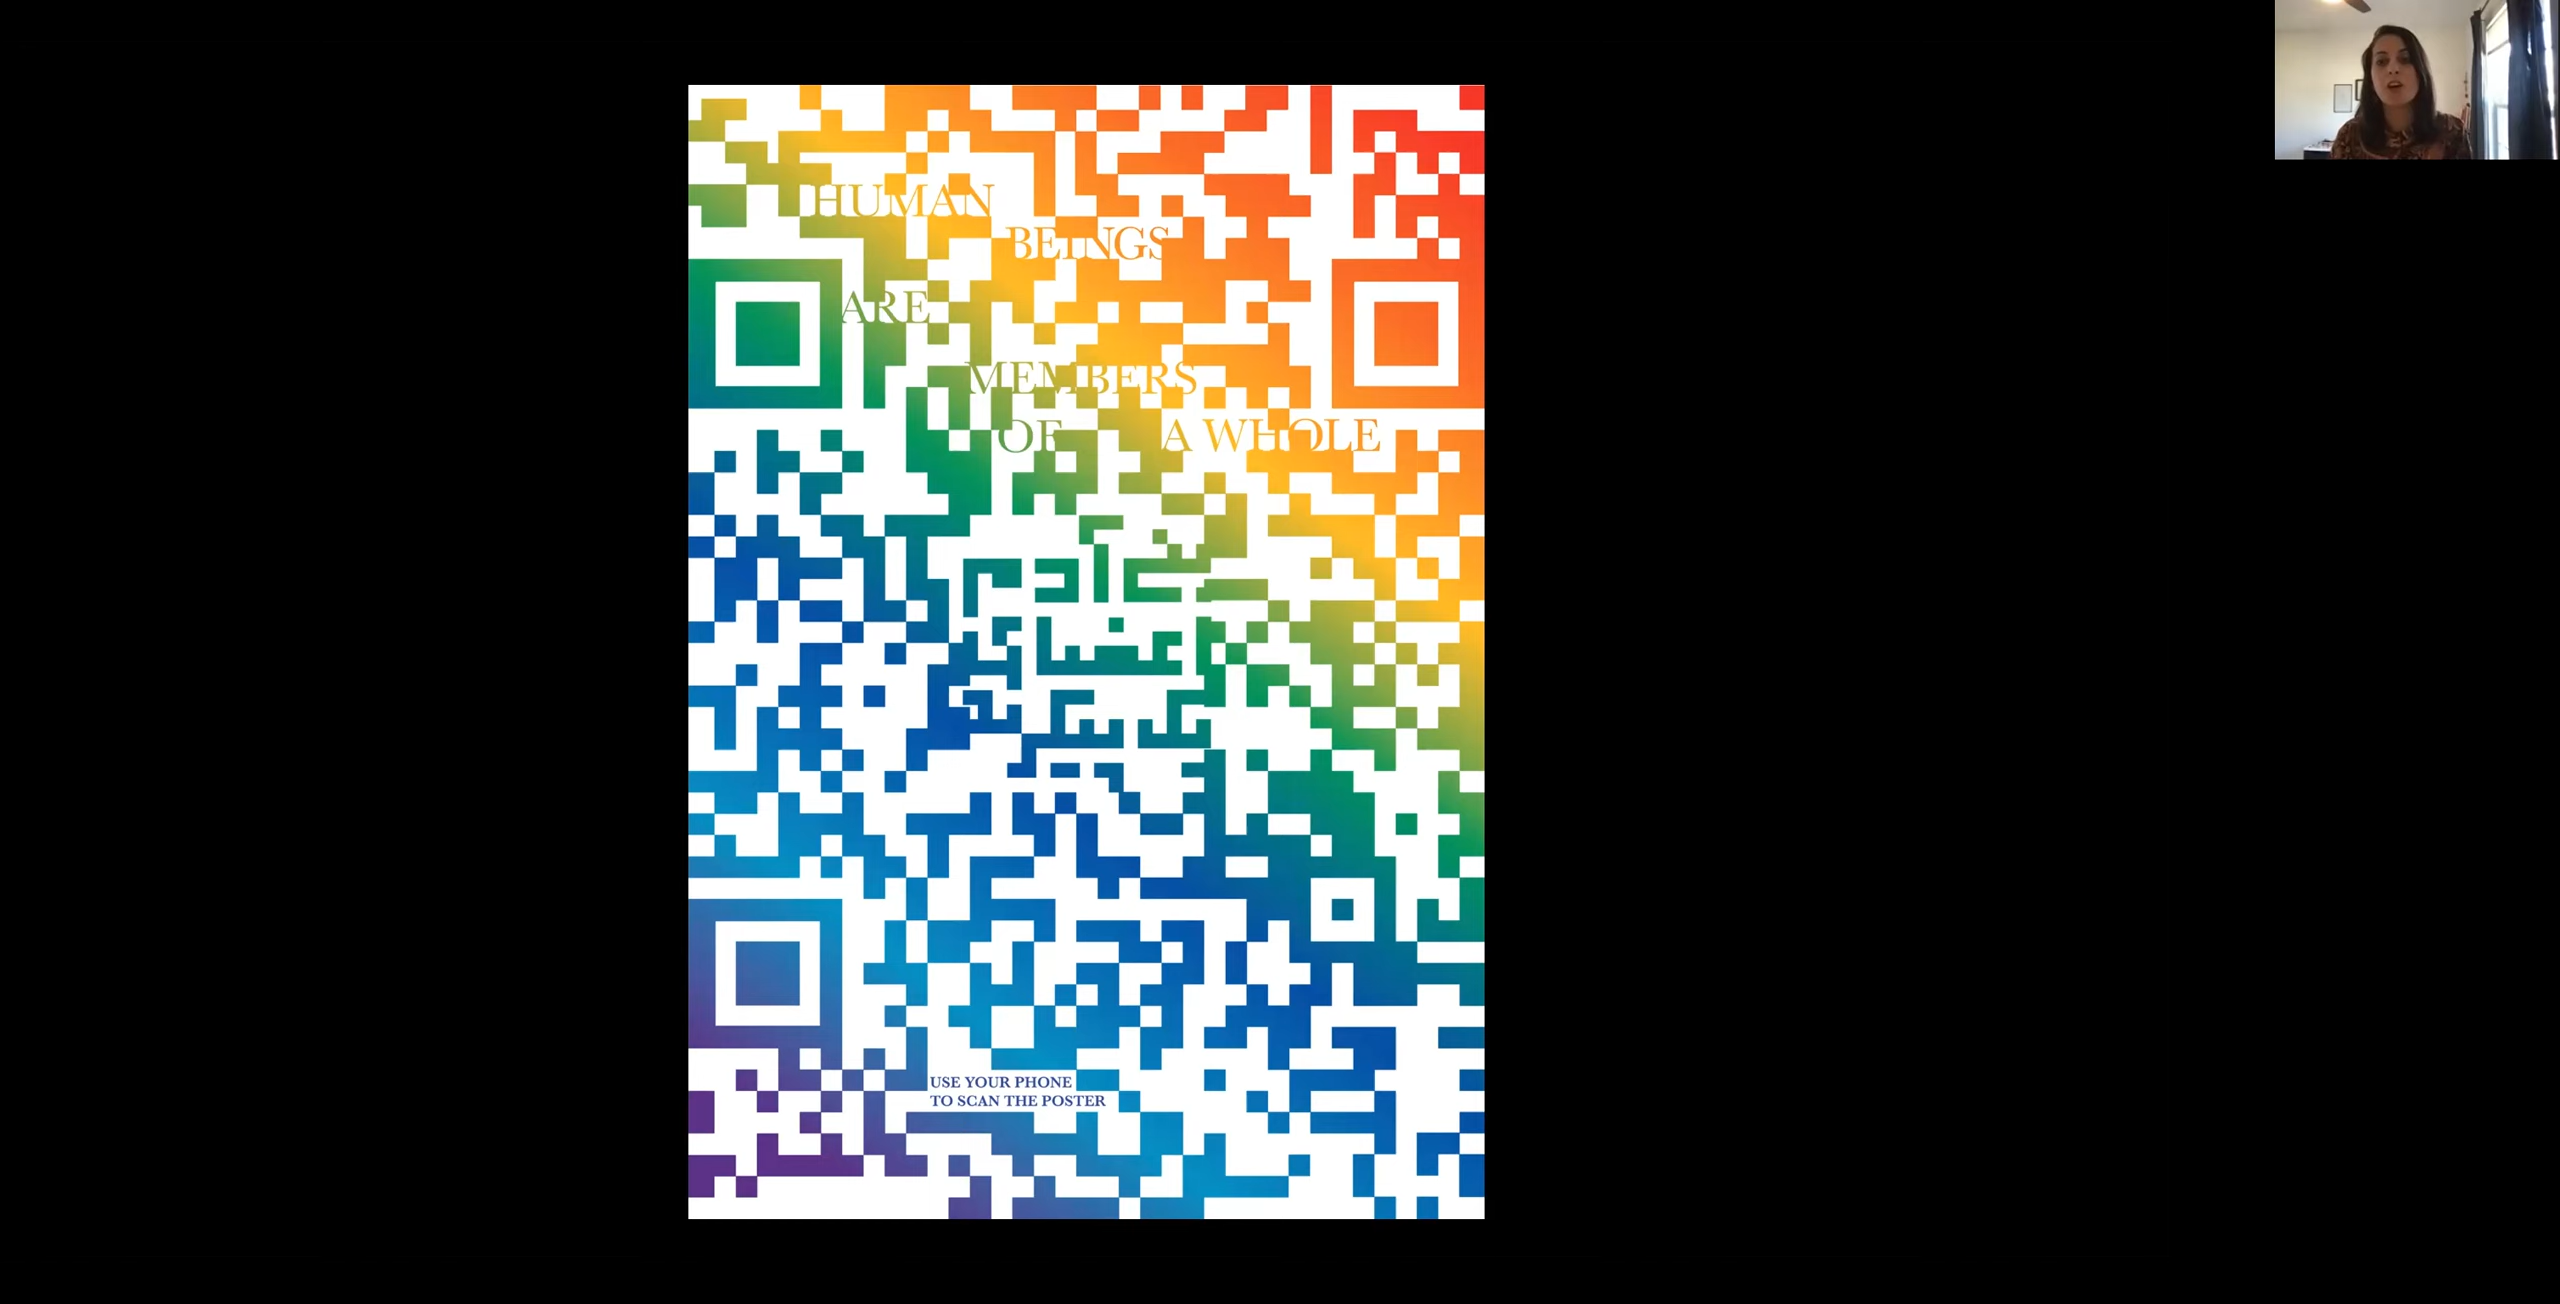 HUMAN
BEINGS
ARE
MEMBERS
OF A WHOLE
بنی آدم
اعضای
یک پیکرند
USE YOUR PHONE
TO SCAN THE POSTER